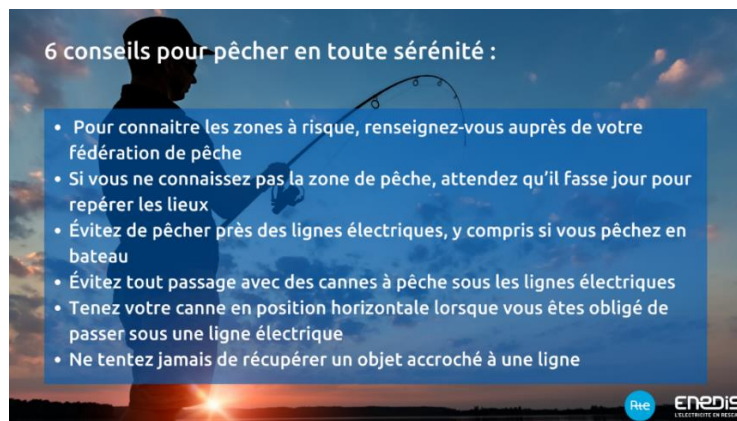 6 conseils pour pêcher en toute sérénité :
• Pour connaitre les zones à risque, renseignez-vous auprès de votre
fédération de pêche
• Si vous ne connaissez pas la zone de pêche, attendez qu'il fasse jour pour
repérer les lieux
• Évitez de pêcher près des lignes électriques, y compris si vous pêchez en
bateau
• Évitez tout passage avec des cannes à pêche sous les lignes électriques
• Tenez votre canne en position horizontale lorsque vous êtes obligé de
passer sous une ligne électrique
• Ne tentez jamais de récupérer un objet accroché à une ligne
Rte
ENEDIS
L'ELECTRICITE EN RESEA